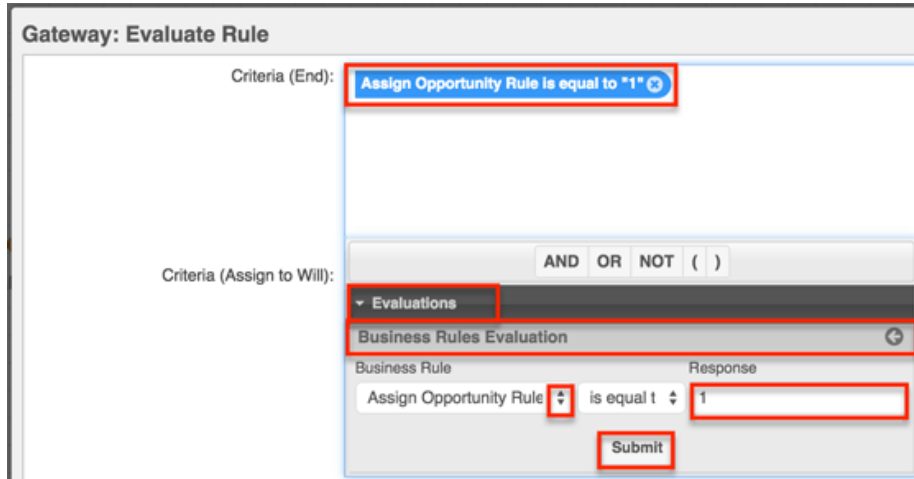 Gateway: Evaluate Rule
Criteria (End):
Assign Opportunity Rule is equal to "1"
AND OR NOT ( )
Criteria (Assign to Will):
Evaluations
Business Rules Evaluation
Business Rule Response
Assign Opportunity Rule is equal t 1
Submit